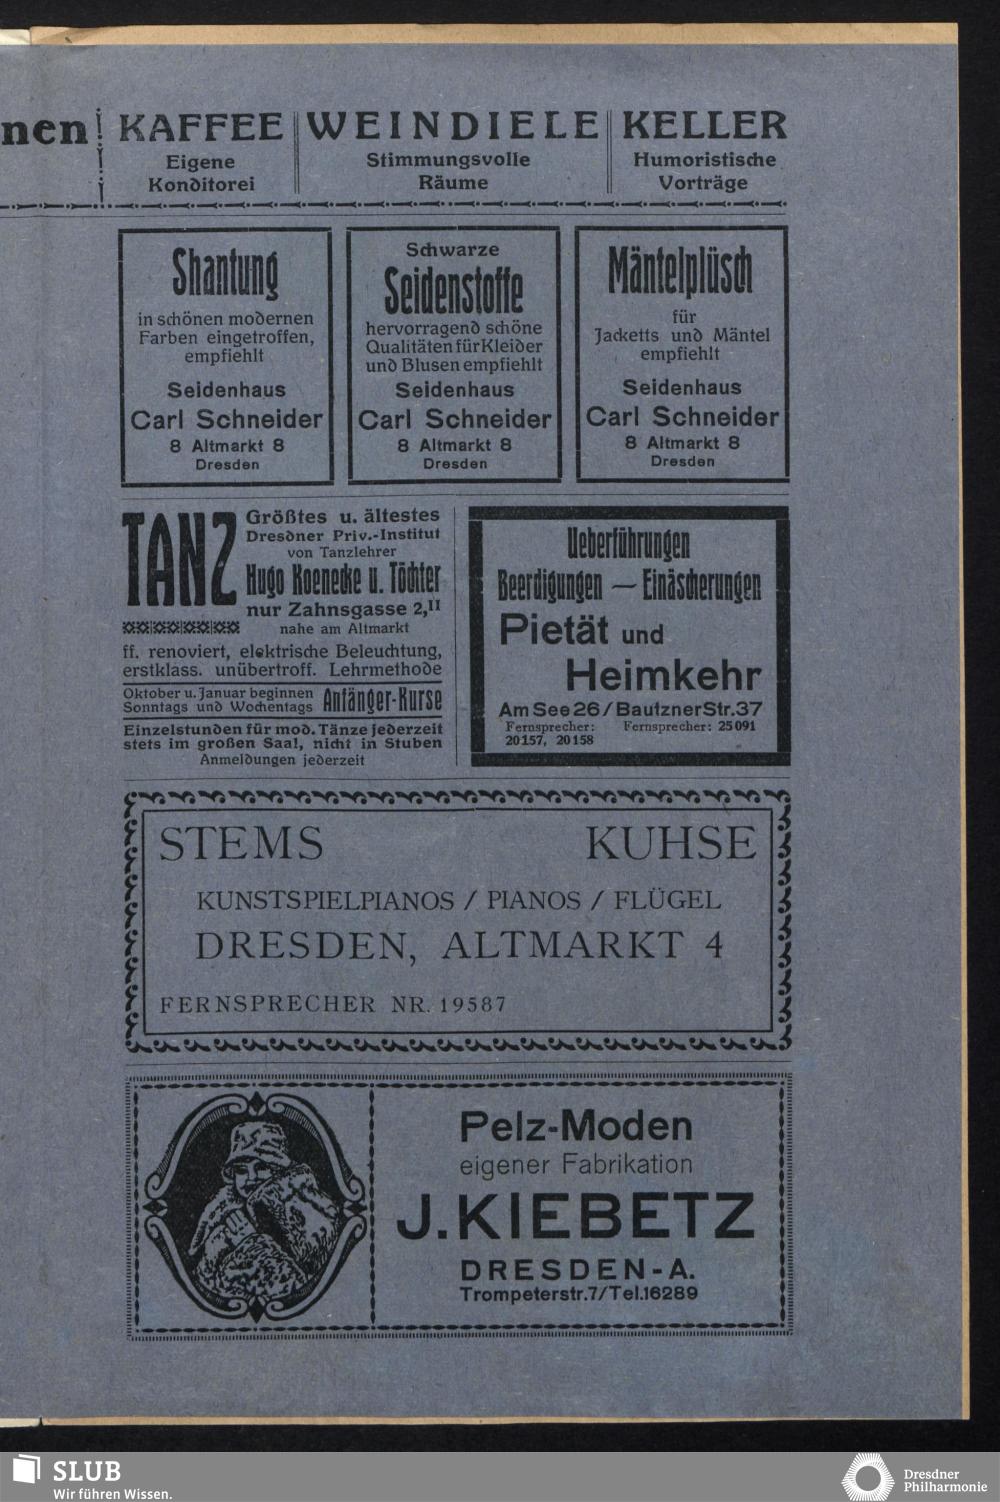 nen
KAFFEE
Eigene
Konditorei
WEINDIELE
Stimmungsvolle
Räume
KELLER
Humoristische
Vorträge
Shantung
in schönen modernen
Farben eingetroffen,
empfiehlt
Seidenhaus
Carl Schneider
8 Altmarkt 8
Dresden
Schwarze
Seidenstoffe
hervorragend schöne
Qualitäten für Kleider
und Blusen empfiehlt
Seidenhaus
Carl Schneider
8 Altmarkt 8
Dresden
Mäntelplüsch
für
Jacketts und Mäntel
empfiehlt
Seidenhaus
Carl Schneider
8 Altmarkt 8
Dresden
TANZ
Größtes u. ältestes
Dresdner Priv.-Institut
von Tanzlehrer
Hugo Koenecke u. Töchter
nur Zahnsgasse 2,II
nahe am Altmarkt
ff. renoviert, elektrische Beleuchtung,
erstklass. unübertroff. Lehrmethode
Oktober u. Januar beginnen
Sonntags und Wochentags
Anfänger-Kurse
Einzelstunden für mod. Tänze jederzeit
stets im großen Saal, nicht in Stuben
Anmeldungen jederzeit
Ueberführungen
Beerdigungen — Einäscherungen
Pietät und
Heimkehr
Am See 26 / Bautzner Str. 37
Fernsprecher: Fernsprecher: 25 091
20 157, 20 158
STEMS KUHSE
KUNSTSPIELPIANOS / PIANOS / FLÜGEL
DRESDEN, ALTMARKT 4
FERNSPRECHER NR. 19587
Pelz-Moden
eigener Fabrikation
J. KIEBETZ
DRESDEN-A.
Trompeterstr. 7 / Tel. 16289
SLUB
Wir führen Wissen.
Dresdner
Philharmonie